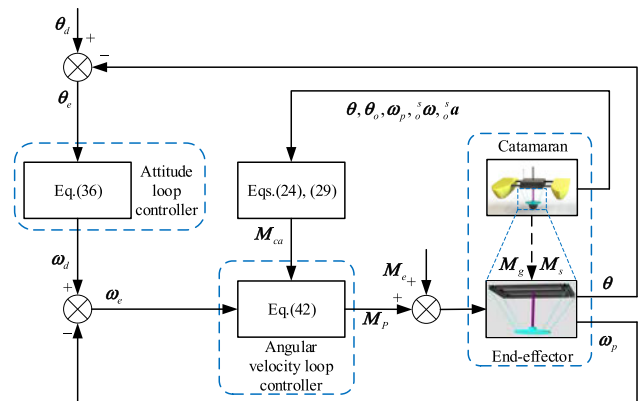 θ_d
+
−
θ_e
θ, θ_o, ω_p, ^s_oω, ^s_oa
Catamaran
Eq.(36)
Attitude
loop
controller
Eqs.(24), (29)
ω_d
M_ca
M_e
+
M_g
M_s
θ
+
−
ω_e
Eq.(42)
M_P
+
ω_p
Angular
velocity loop
controller
End-effector